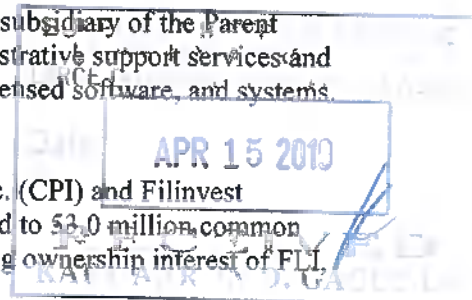 subsidiary of the Parent
strative support services and
ensed software, and systems.
APR 15 2010
e. (CPI) and Filinvest
d to 53.0 million common
g ownership interest of FLI,